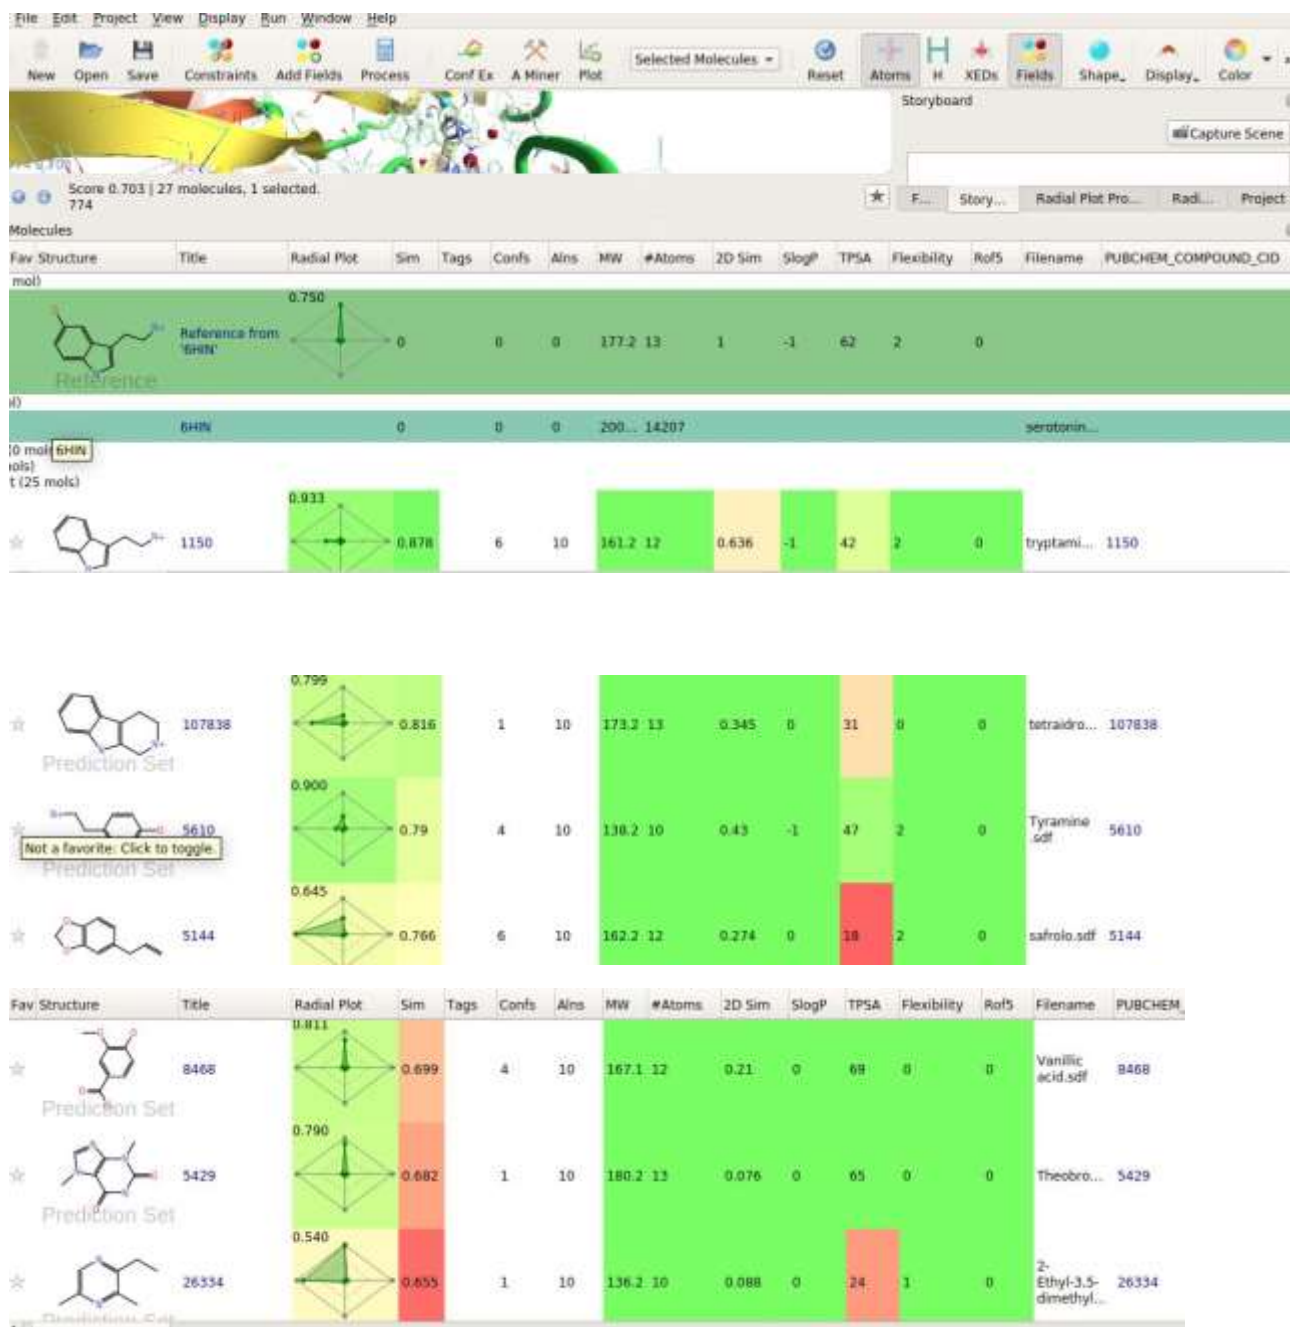 File Edit Project View Display Run Window Help
New Open Save Constraints Add Fields Process Conf Ex A Miner Plot Selected Molecules Reset Atoms H XEDs Fields Shape Display Color
Storyboard
Capture Scene
Score 0.703 | 27 molecules, 1 selected.
774
F... Story... Radial Plot Pro... Radi... Project
Molecules
Fav Structure Title Radial Plot Sim Tags Confs Alns MW #Atoms 2D Sim SlogP TPSA Flexibility Rof5 Filename PUBCHEM_COMPOUND_CID
mol)
0.750
Reference from '6HIN' 0 0 0 177.2 13 1 -1 62 2 0
Reference
6HIN 0 0 0 200... 14207 serotonin...
6HIN
t (25 mols)
0.933
1150 0.878 6 10 161.2 12 0.636 -1 42 2 0 tryptami... 1150
0.799
107838 0.816 1 10 173.2 13 0.345 0 31 0 0 tetraidro... 107838
Prediction Set
0.900
5610 0.79 4 10 138.2 10 0.43 -1 47 2 0 Tyramine .sdf 5610
Not a favorite: Click to toggle.
Prediction Set
0.645
5144 0.766 6 10 162.2 12 0.274 0 18 2 0 safrolo.sdf 5144
Fav Structure Title Radial Plot Sim Tags Confs Alns MW #Atoms 2D Sim SlogP TPSA Flexibility Rof5 Filename PUBCHEM_
0.811
8468 0.699 4 10 167.1 12 0.21 0 69 0 0 Vanillic acid.sdf 8468
Prediction Set
0.790
5429 0.682 1 10 180.2 13 0.076 0 65 0 0 Theobro... 5429
Prediction Set
0.540
26334 0.655 1 10 136.2 10 0.088 0 24 1 0 2-Ethyl-3,5-dimethyl... 26334
Prediction Set